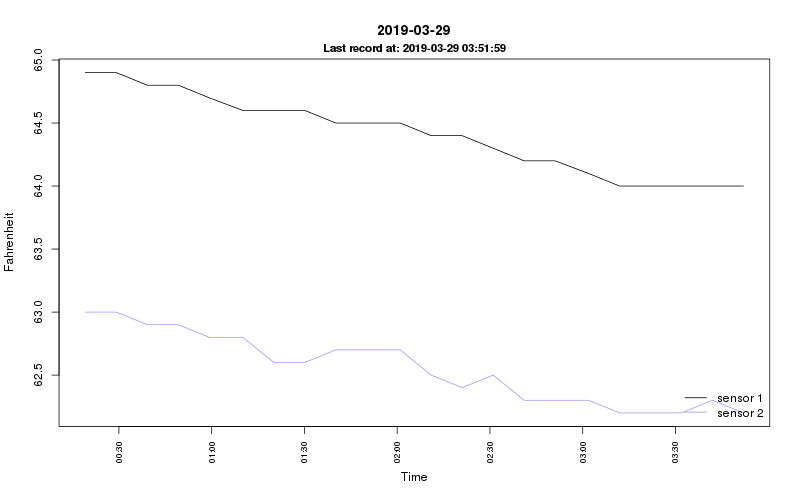 2019-03-29
Last record at: 2019-03-29 03:51:59
65.0
64.5
64.0
63.5
63.0
62.5
Fahrenheit
sensor 1
sensor 2
00:30 01:00 01:30 02:00 02:30 03:00 03:30
Time